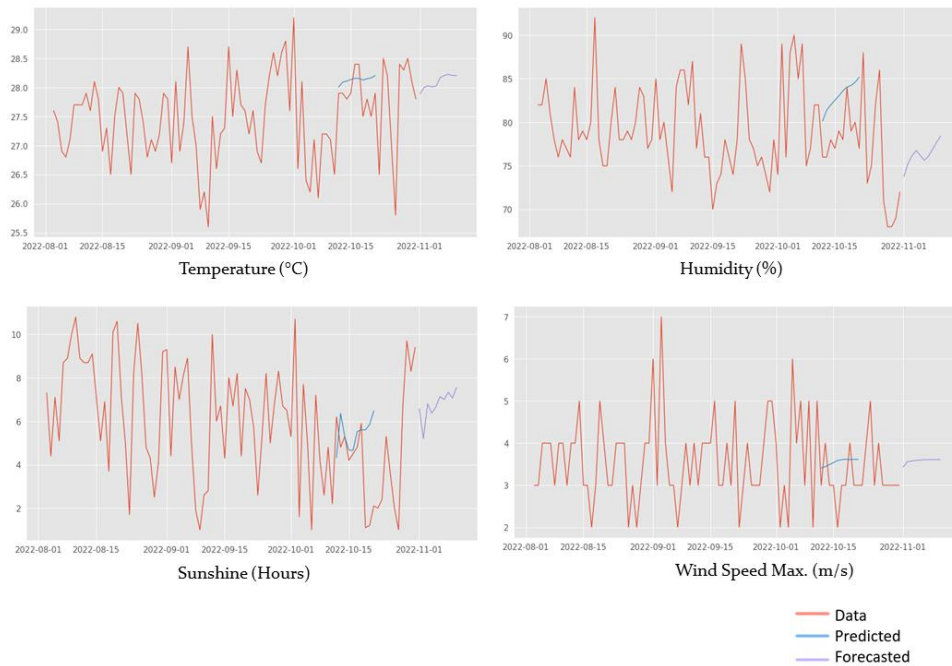 29.0
28.5
28.0
27.5
27.0
26.5
26.0
25.5
2022-08-01 2022-08-15 2022-09-01 2022-09-15 2022-10-01 2022-10-15 2022-11-01
Temperature (°C)
90
85
80
75
70
2022-08-01 2022-08-15 2022-09-01 2022-09-15 2022-10-01 2022-10-15 2022-11-01
Humidity (%)
10
8
6
4
2
2022-08-01 2022-08-15 2022-09-01 2022-09-15 2022-10-01 2022-10-15 2022-11-01
Sunshine (Hours)
7
6
5
4
3
2
2022-08-01 2022-08-15 2022-09-01 2022-09-15 2022-10-01 2022-10-15 2022-11-01
Wind Speed Max. (m/s)
Data
Predicted
Forecasted